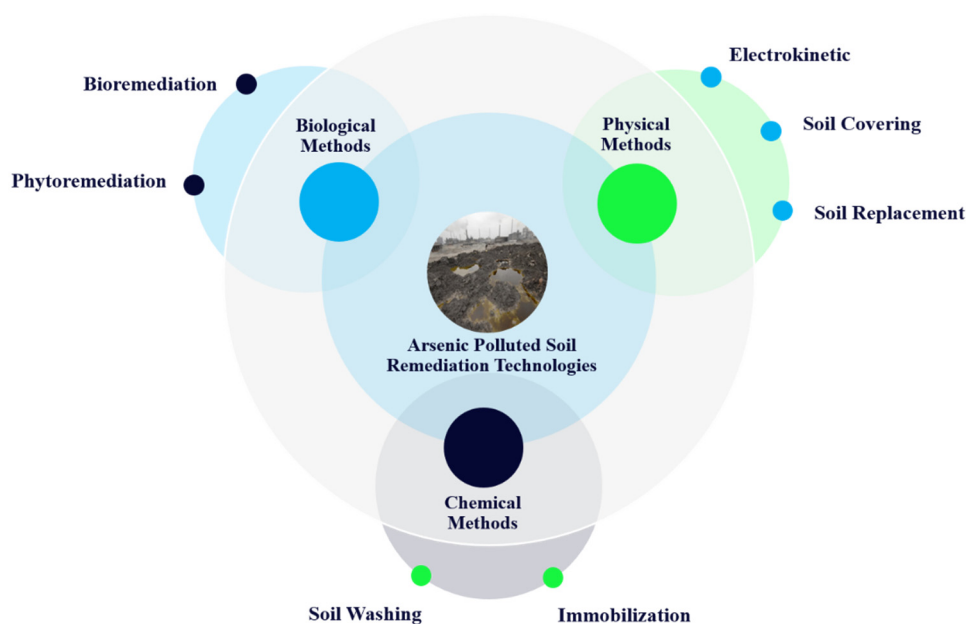 Electrokinetic
Bioremediation
Biological
Methods
Physical
Methods
Soil Covering
Phytoremediation
Soil Replacement
Arsenic Polluted Soil
Remediation Technologies
Chemical
Methods
Soil Washing
Immobilization